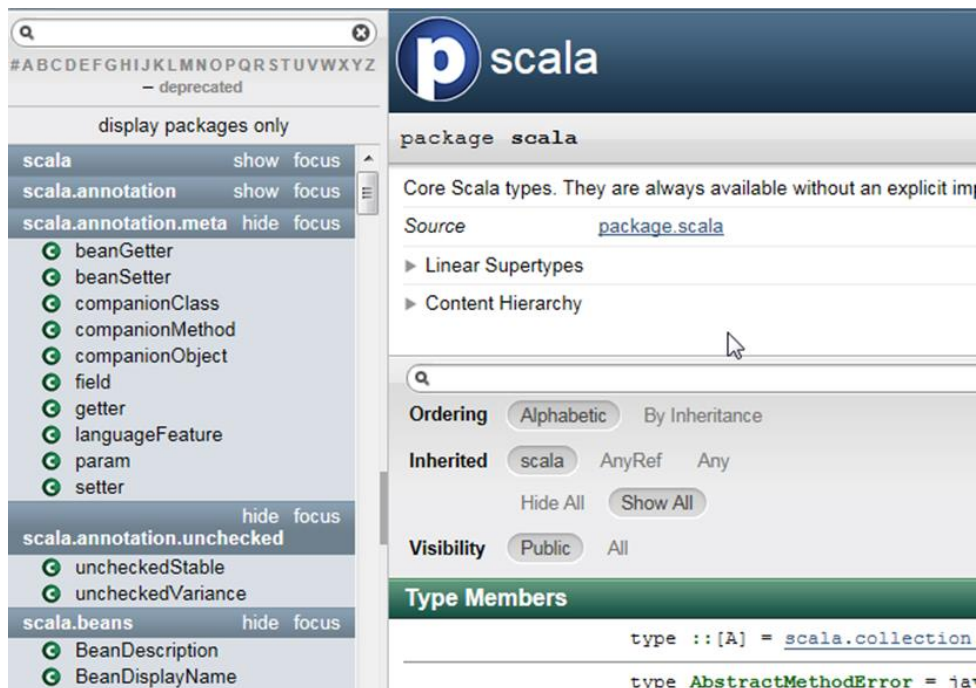 #ABCDEFGHIJKLMNOPQRSTUVWXYZ
– deprecated
display packages only
scala show focus
scala.annotation show focus
scala.annotation.meta hide focus
beanGetter
beanSetter
companionClass
companionMethod
companionObject
field
getter
languageFeature
param
setter
hide focus
scala.annotation.unchecked
uncheckedStable
uncheckedVariance
scala.beans hide focus
BeanDescription
BeanDisplayName
p scala
package scala
Core Scala types. They are always available without an explicit
Source package.scala
Linear Supertypes
Content Hierarchy
Ordering Alphabetic By Inheritance
Inherited scala AnyRef Any
Hide All Show All
Visibility Public All
Type Members
type ::[A] = scala.collection.
type AbstractMethodError =